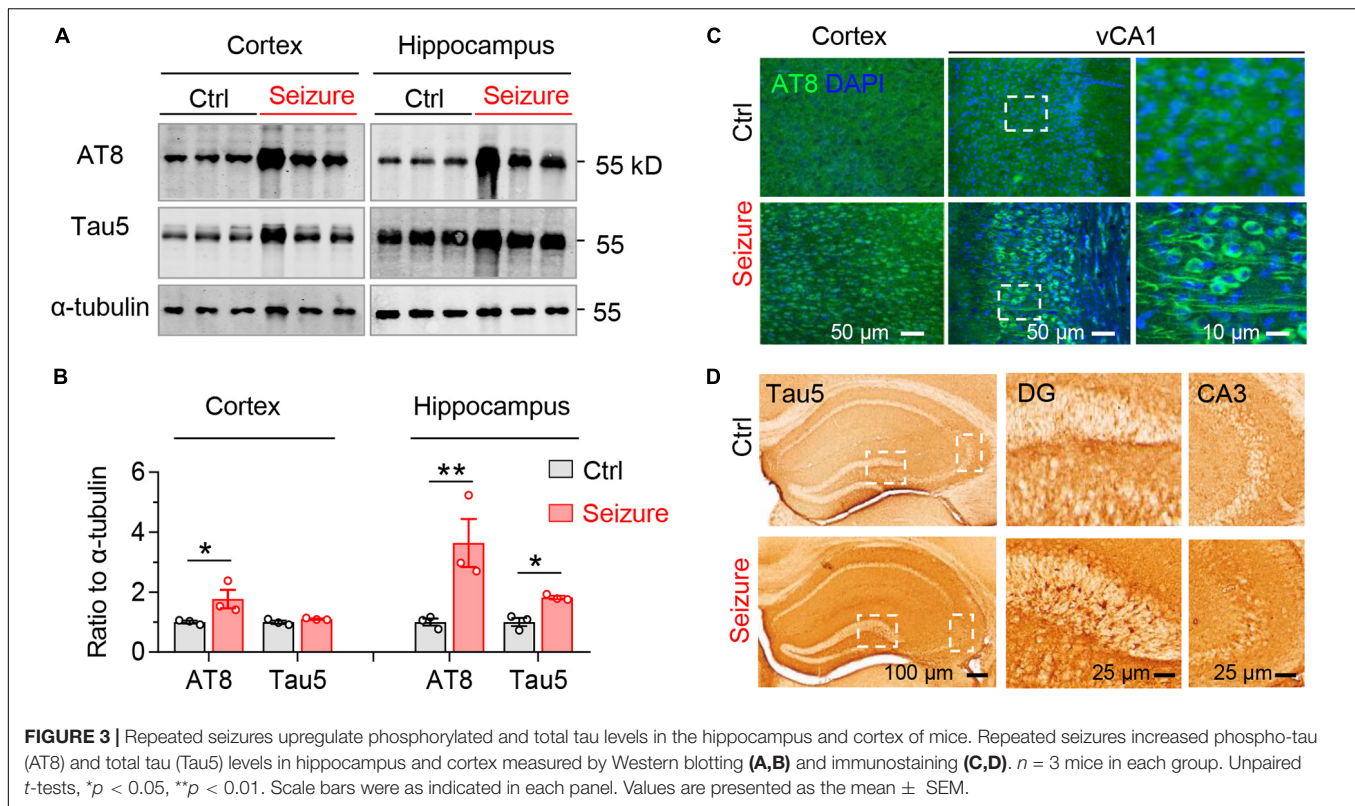 A
Cortex
Hippocampus
Ctrl
Seizure
Ctrl
Seizure
AT8
55 kD
Tau5
55
α-tubulin
55
B
Cortex
Hippocampus
Ratio to α-tubulin
6
4
2
0
*
**
*
Ctrl
Seizure
AT8
Tau5
AT8
Tau5
C
Cortex
vCA1
Ctrl
AT8 DAPI
Seizure
50 µm
50 µm
10 µm
D
Ctrl
Tau5
DG
CA3
Seizure
100 µm
25 µm
25 µm
FIGURE 3 | Repeated seizures upregulate phosphorylated and total tau levels in the hippocampus and cortex of mice. Repeated seizures increased phospho-tau
(AT8) and total tau (Tau5) levels in hippocampus and cortex measured by Western blotting (A,B) and immunostaining (C,D). n = 3 mice in each group. Unpaired
t-tests, *p < 0.05, **p < 0.01. Scale bars were as indicated in each panel. Values are presented as the mean ± SEM.